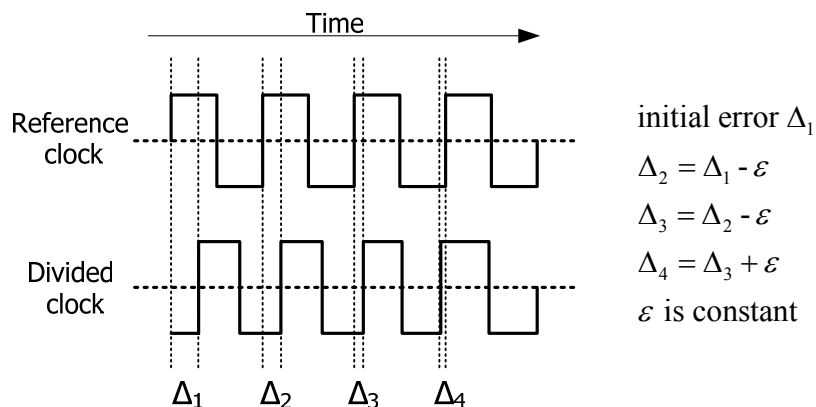 Time
Reference
clock
Divided
clock
Δ₁ Δ₂ Δ₃ Δ₄
initial error Δ₁
Δ₂ = Δ₁ - ε
Δ₃ = Δ₂ - ε
Δ₄ = Δ₃ + ε
ε is constant